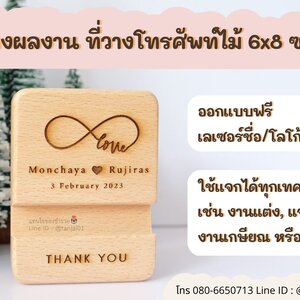 งผลงาน ที่วางโทรศัพท์ไม้ 6x8 ซ
ออกแบบฟรี
เลเซอร์ชื่อ/โลโก้
love
Monchaya Rujiras
3 February 2023
ใช้แจกได้ทุกเทศ
เช่น งานแต่ง, แ
งานเกษียณ หรือ
Line ID : @tanjai01
THANK YOU
โทร 080-6650713 Line ID : @